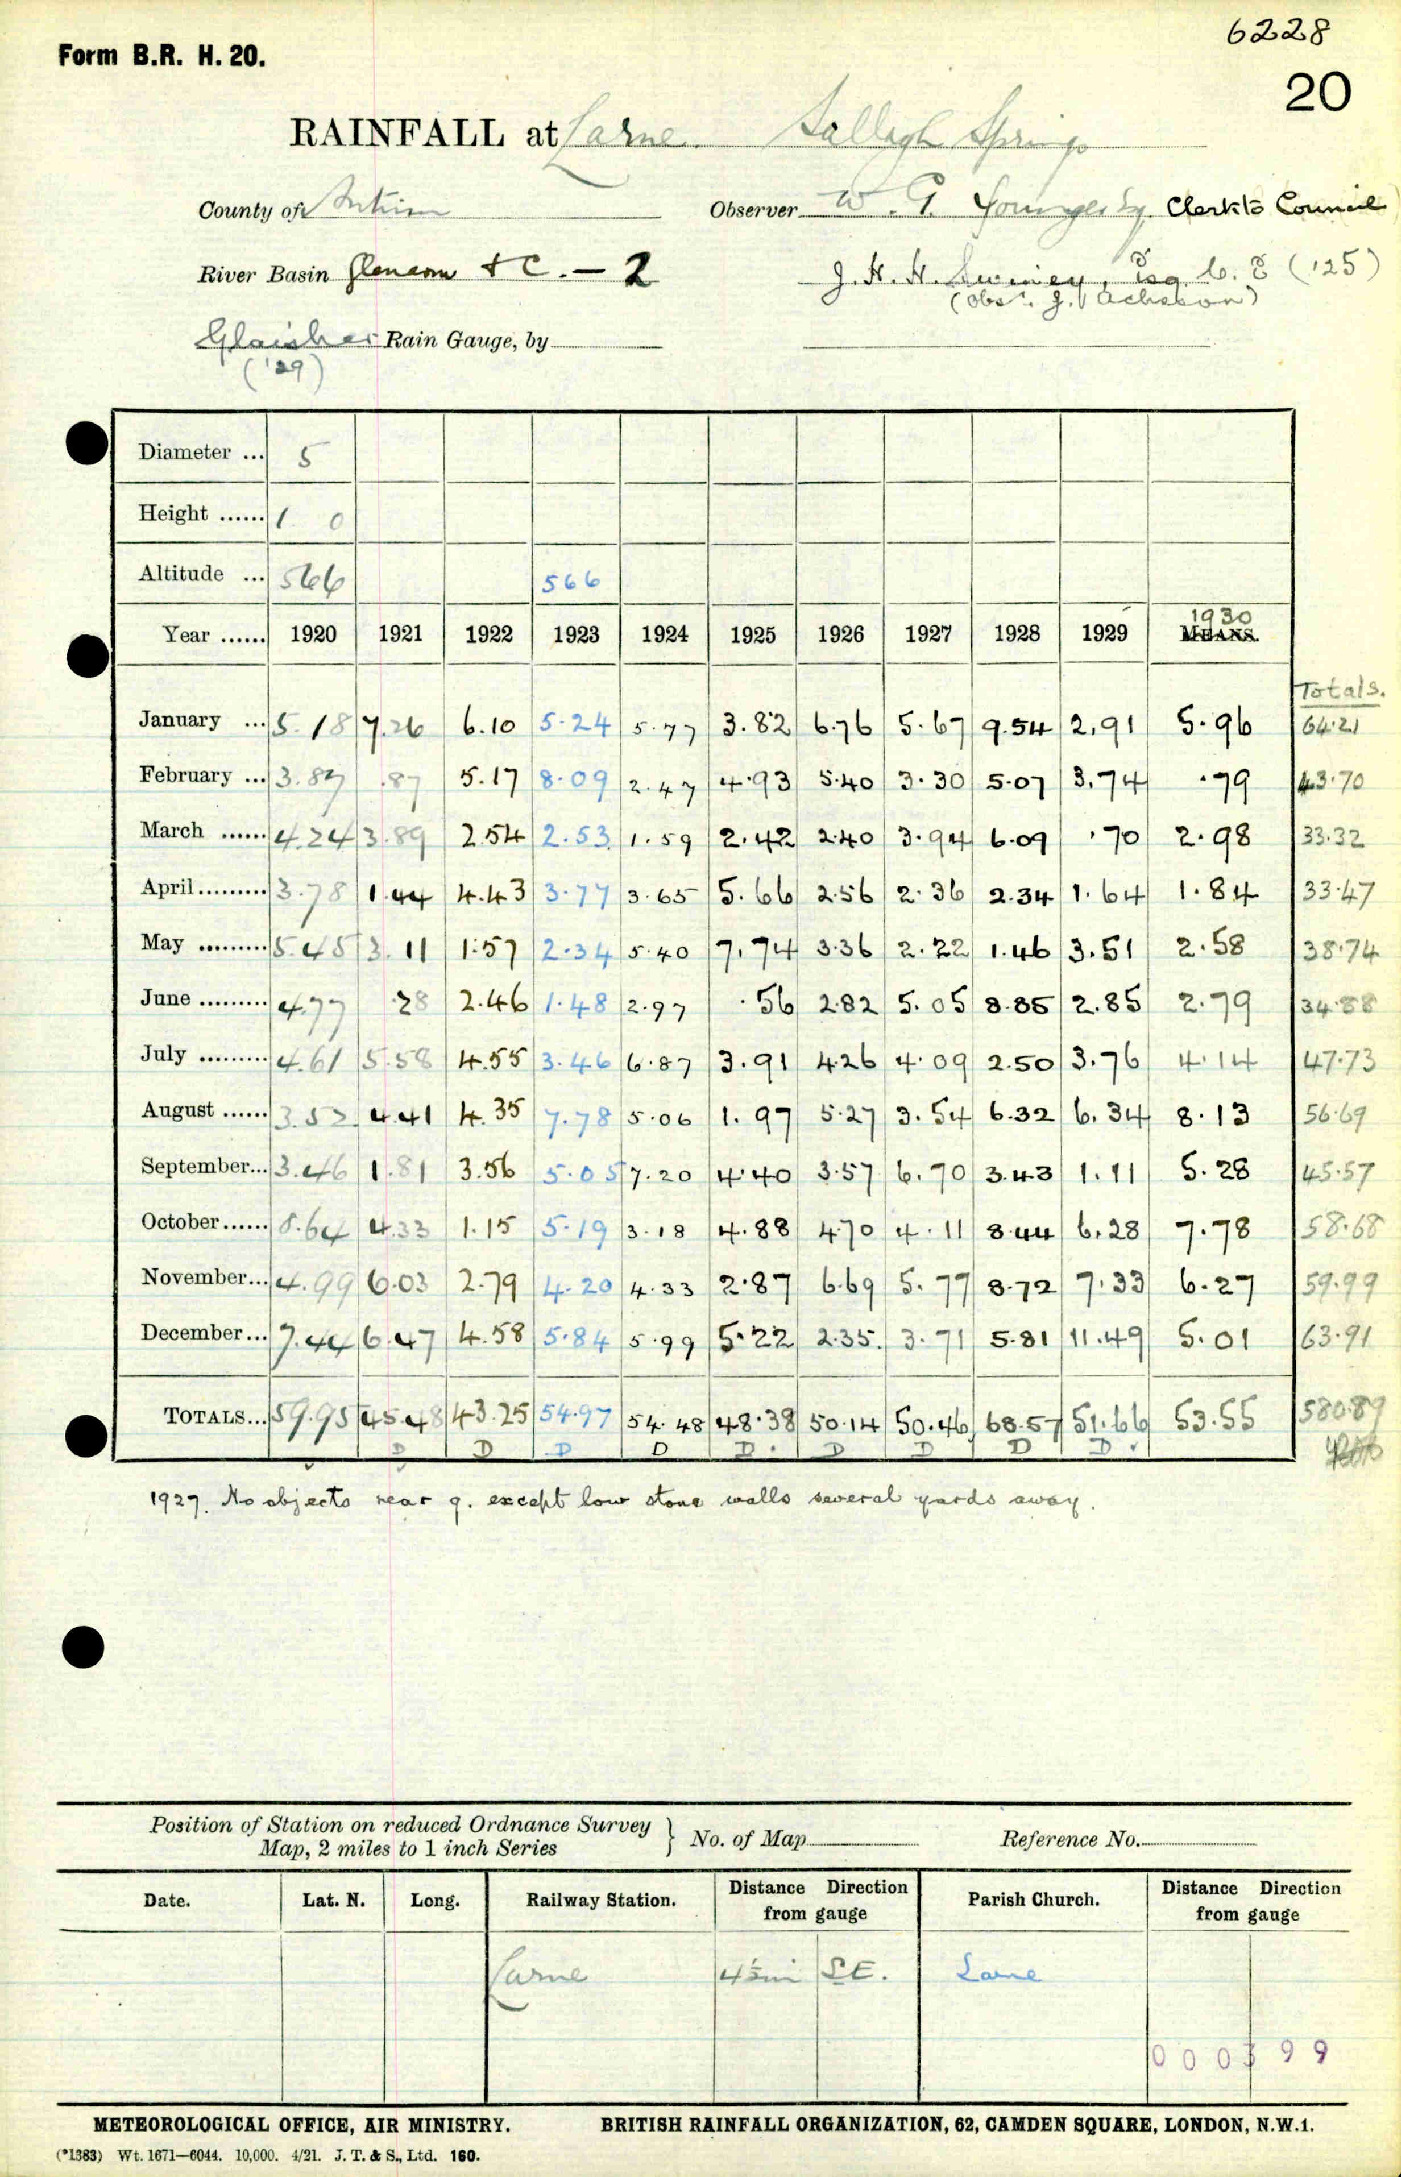 6228
Form B.R. H. 20.
20
RAINFALL at Larne. Sallagh Springs
County of Antrim Observer W. G. Younger Esq. Clerk to Council
River Basin Glenarm + C. — 2 J. H. H. Swiney, Esq. C. E ('25)
(Obsr. J. Acheson)
Glaisher Rain Gauge, by
('29)
Diameter ... 5
Height ...... 1 0
Altitude ... 566 566
Year ...... 1920 1921 1922 1923 1924 1925 1926 1927 1928 1929 1930 MEANS.
Totals.
January ... 5.18 7.26 6.10 5.24 5.77 3.82 6.76 5.67 9.54 2.91 5.96 64.21
February ... 3.87 .87 5.17 8.09 2.47 4.93 5.40 3.30 5.07 3.74 .79 43.70
March ...... 4.24 3.89 2.54 2.53 1.59 2.42 2.40 3.94 6.09 .70 2.98 33.32
April ......... 3.78 1.44 4.43 3.77 3.65 5.66 2.56 2.36 2.34 1.64 1.84 33.47
May ......... 5.45 3.11 1.57 2.34 5.40 7.74 3.36 2.22 1.46 3.51 2.58 38.74
June ......... 4.77 .28 2.46 1.48 2.97 .56 2.82 5.05 8.85 2.85 2.79 34.88
July ......... 4.61 5.58 4.55 3.46 6.87 3.91 4.26 4.09 2.50 3.76 4.14 47.73
August ...... 3.52 4.41 4.35 7.78 5.06 1.97 5.27 3.54 6.32 6.34 8.13 56.69
September... 3.46 1.81 3.56 5.05 7.20 4.40 3.57 6.70 3.43 1.11 5.28 45.57
October...... 8.64 4.33 1.15 5.19 3.18 4.88 4.70 4.11 8.44 6.28 7.78 58.68
November... 4.99 6.03 2.79 4.20 4.33 2.87 6.69 5.77 8.72 7.33 6.27 59.99
December... 7.44 6.47 4.58 5.84 5.99 5.22 2.35 3.71 5.81 11.49 5.01 63.91
TOTALS... 59.95 45.48 43.25 54.97 54.48 48.38 50.14 50.46 68.57 51.66 53.55 580.89
D D D D D. D D D D.
1927. No objects near g. except low stone walls several yards away.
Position of Station on reduced Ordnance Survey Map, 2 miles to 1 inch Series } No. of Map Reference No.
Date. Lat. N. Long. Railway Station. Distance Direction from gauge Parish Church. Distance Direction from gauge
Larne 4½mi SE. Larne
000399
METEOROLOGICAL OFFICE, AIR MINISTRY. BRITISH RAINFALL ORGANIZATION, 62, CAMDEN SQUARE, LONDON, N.W.1.
(*1383) Wt. 1671—6044. 10,000. 4/21. J. T. & S., Ltd. 160.